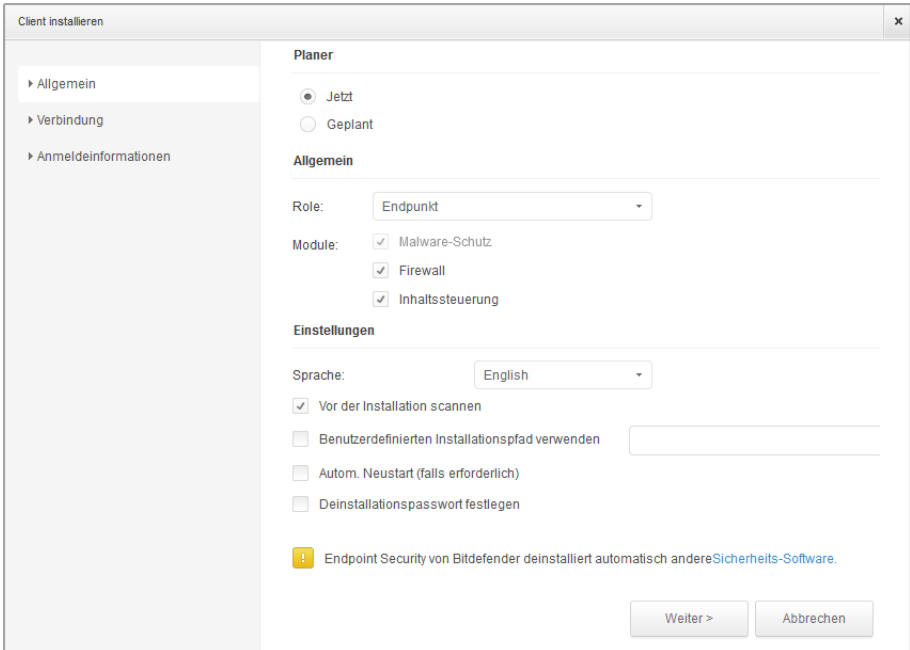 Client installieren
Allgemein
Verbindung
Anmeldeinformationen
Planer
Jetzt
Geplant
Allgemein
Role: Endpunkt
Module: Malware-Schutz
Firewall
Inhaltssteuerung
Einstellungen
Sprache: English
Vor der Installation scannen
Benutzerdefinierten Installationspfad verwenden
Autom. Neustart (falls erforderlich)
Deinstallationspasswort festlegen
Endpoint Security von Bitdefender deinstalliert automatisch andereSicherheits-Software.
Weiter > Abbrechen